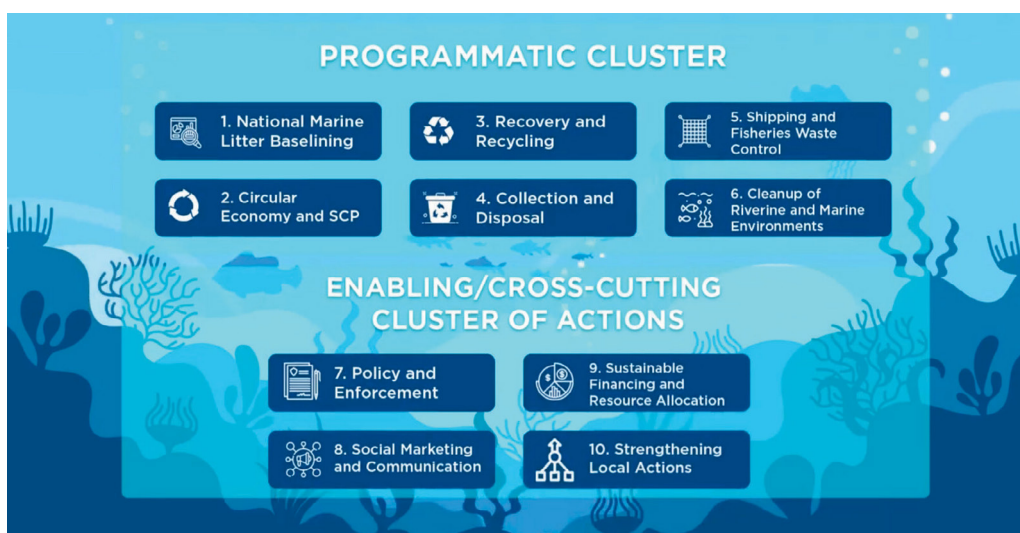 PROGRAMMATIC CLUSTER
1. National Marine
Litter Baselining
3. Recovery and
Recycling
5. Shipping and
Fisheries Waste
Control
2. Circular
Economy and SCP
4. Collection and
Disposal
6. Cleanup of
Riverine and Marine
Environments
ENABLING/CROSS-CUTTING
CLUSTER OF ACTIONS
7. Policy and
Enforcement
9. Sustainable
Financing and
Resource Allocation
8. Social Marketing
and Communication
10. Strengthening
Local Actions